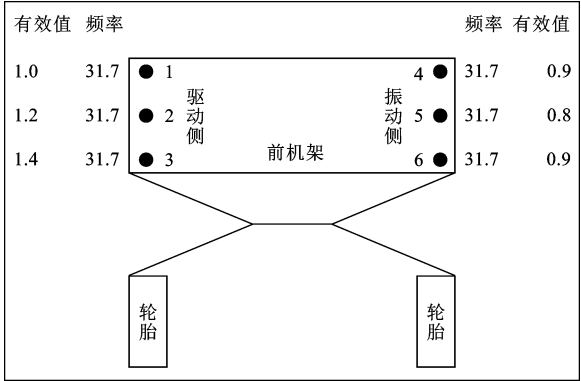 有效值 频率 频率 有效值
1.0 31.7 1 4 31.7 0.9
1.2 31.7 2 驱动侧 振动侧 5 31.7 0.8
1.4 31.7 3 前机架 6 31.7 0.9
轮胎 轮胎